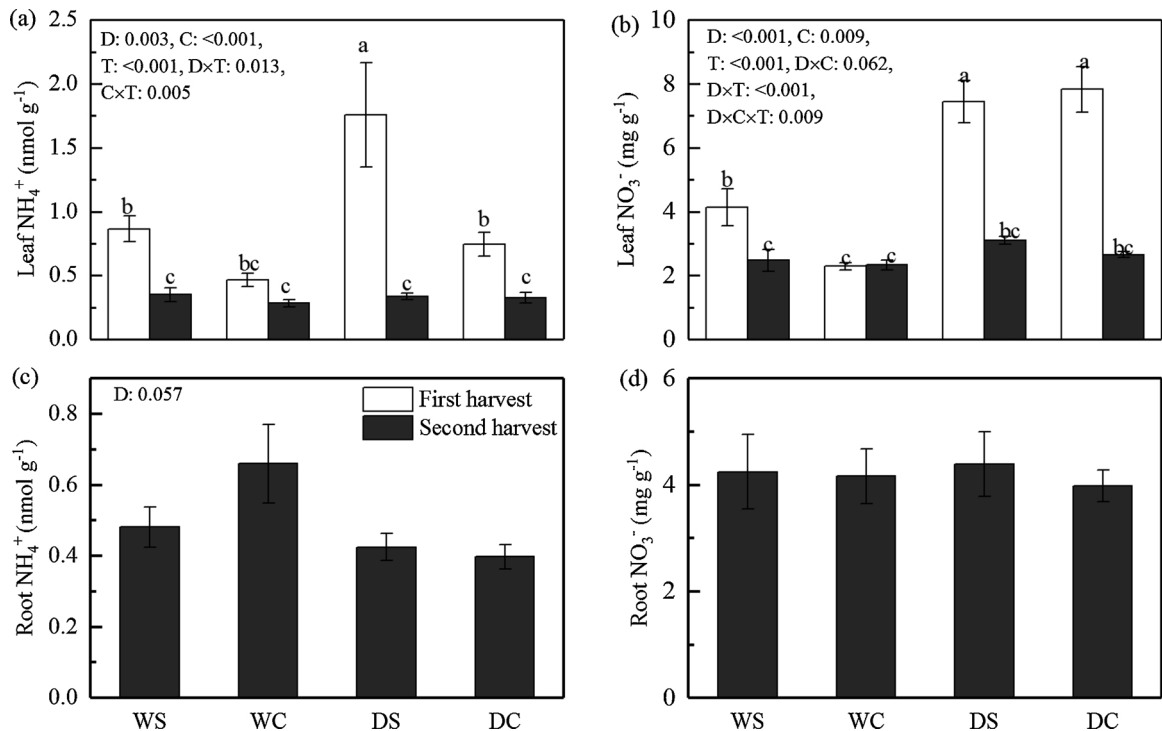 (a)
2.5
2.0
1.5
1.0
0.5
0.0
Leaf NH₄⁺ (nmol g⁻¹)
D: 0.003, C: <0.001,
T: <0.001, D×T: 0.013,
C×T: 0.005
b
c
bc
c
a
c
b
c
(b)
10
8
6
4
2
0
Leaf NO₃⁻ (mg g⁻¹)
D: <0.001, C: 0.009,
T: <0.001, D×C: 0.062,
D×T: <0.001,
D×C×T: 0.009
b
c
c
c
a
bc
a
bc
(c)
0.8
0.6
0.4
0.2
0.0
Root NH₄⁺ (nmol g⁻¹)
D: 0.057
First harvest
Second harvest
WS WC DS DC
(d)
6
4
2
0
Root NO₃⁻ (mg g⁻¹)
WS WC DS DC